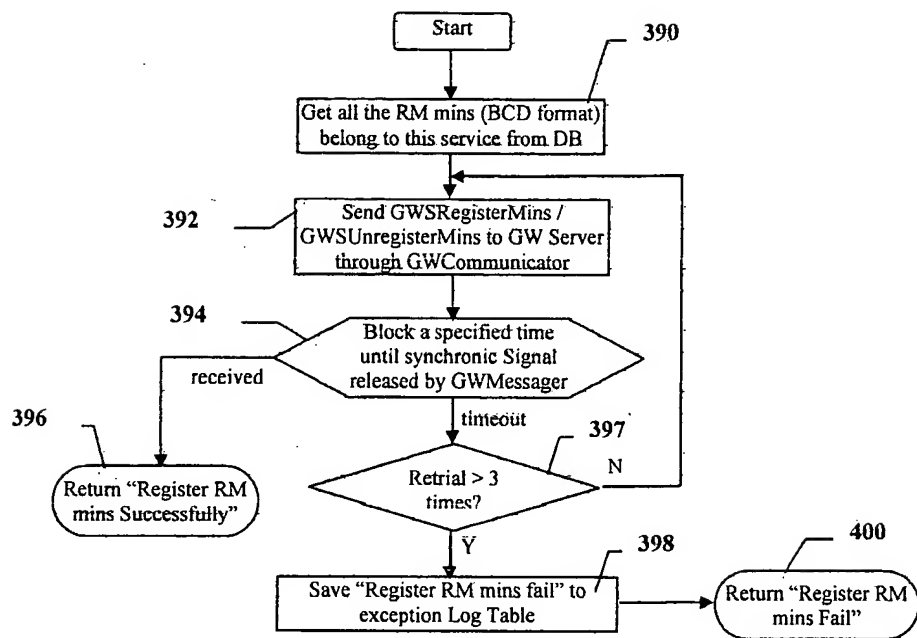 Start
390
Get all the RM mins (BCD format)
belong to this service from DB
392
Send GWSRegisterMins /
GWSUnregisterMins to GW Server
through GWCommunicator
394
Block a specified time
until synchronic Signal
released by GWMessager
received
timeout
396
Return “Register RM
mins Successfully”
397
Retrial > 3
times?
N
Y
398
Save “Register RM mins fail” to
exception Log Table
400
Return “Register RM
mins Fail”